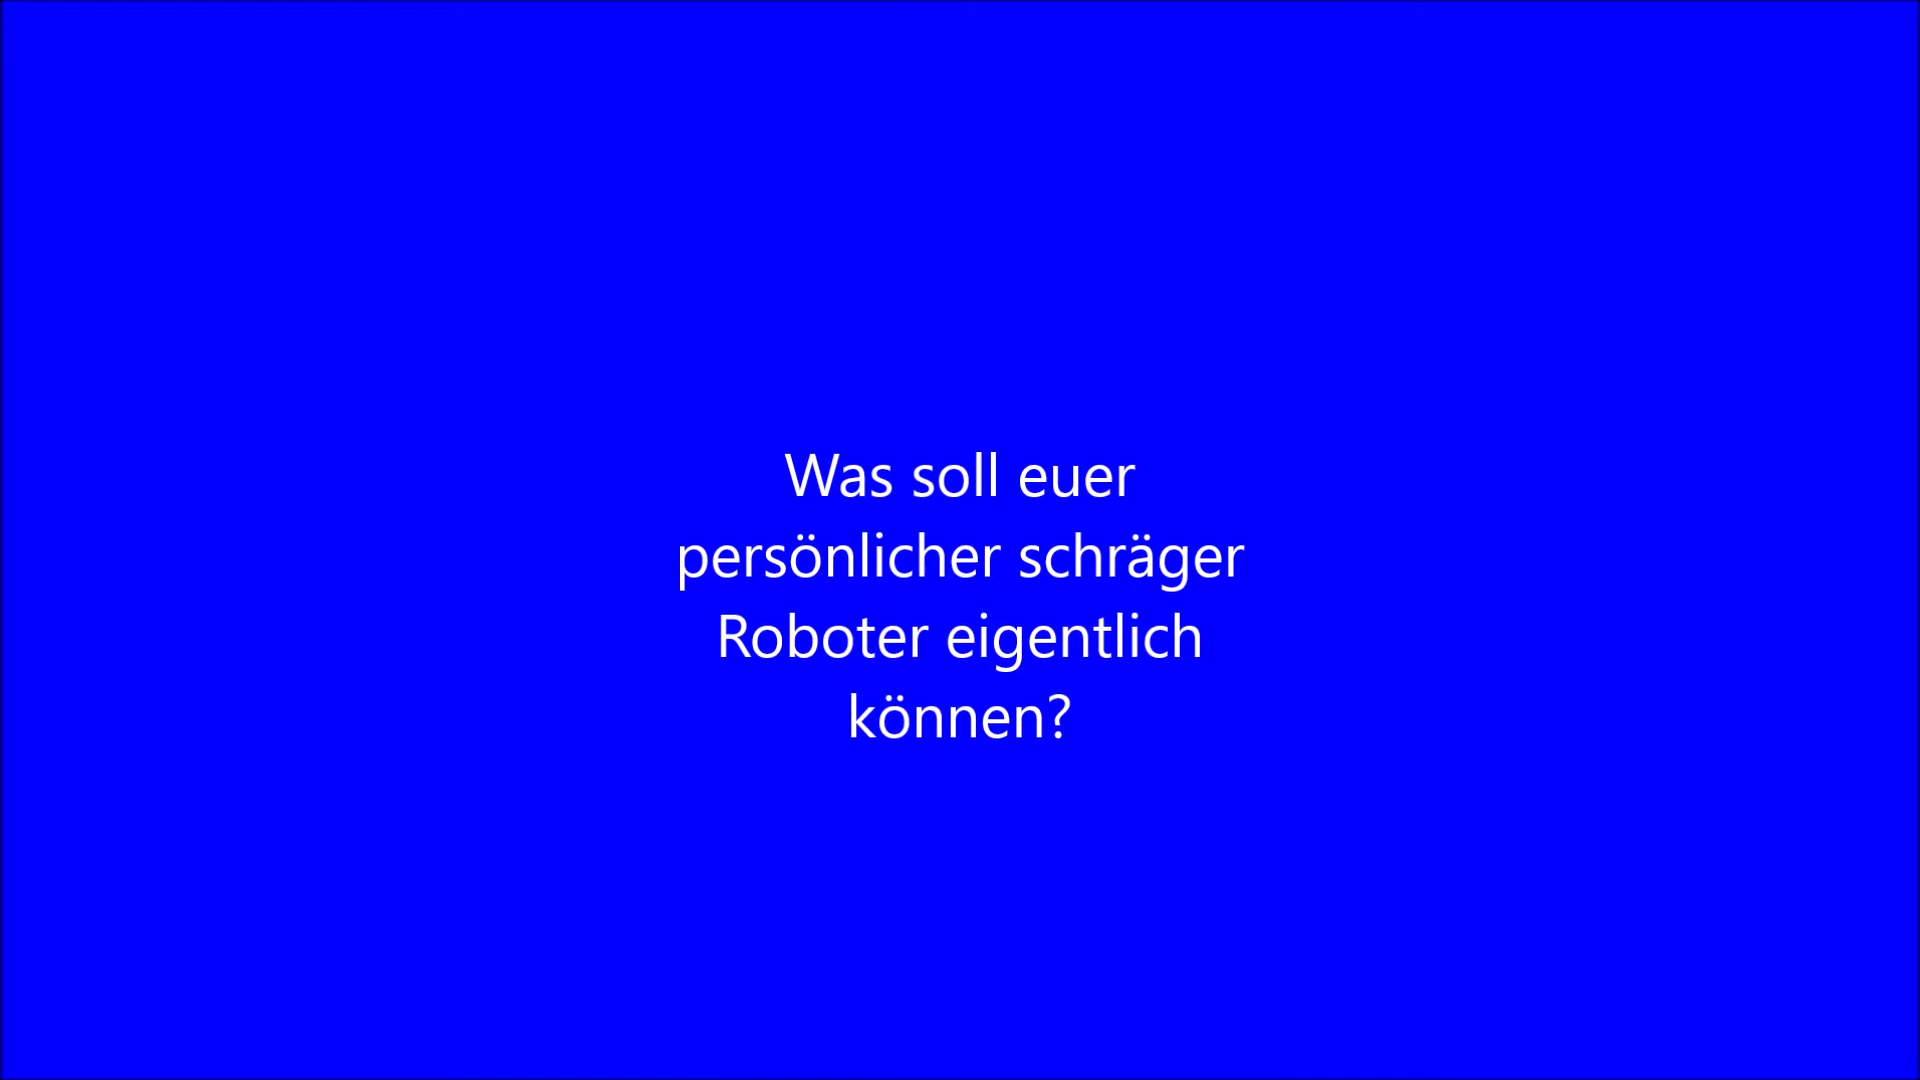 Was soll euer
persönlicher schräger
Roboter eigentlich
können?